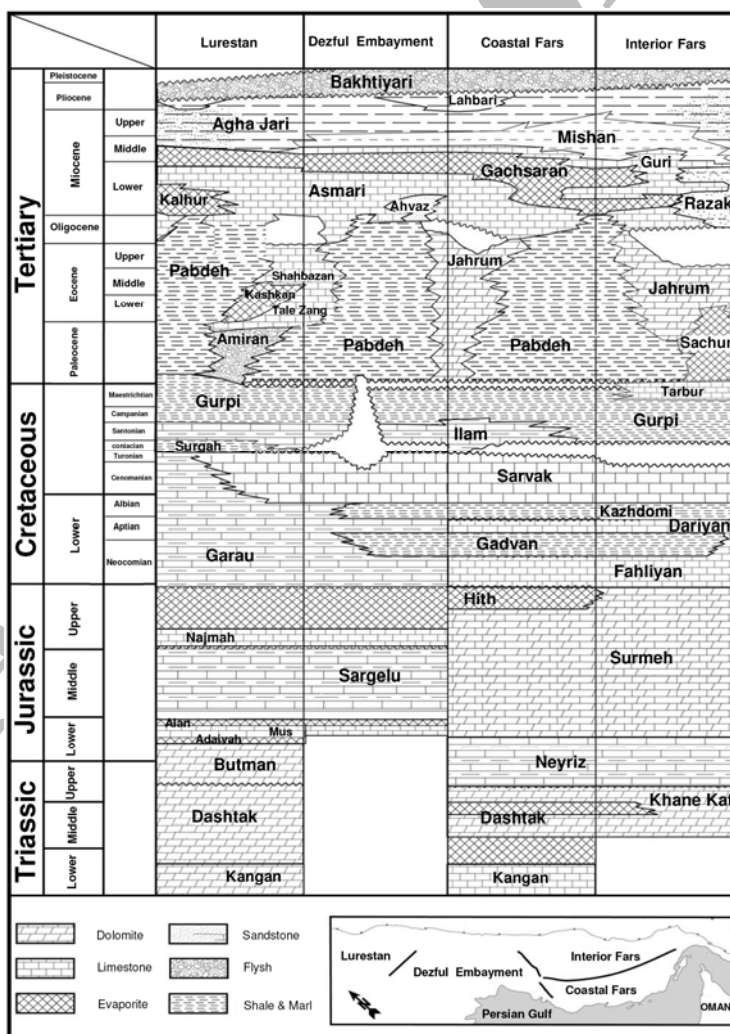 Lurestan Dezful Embayment Coastal Fars Interior Fars
Tertiary
Pleistocene
Pliocene
Miocene
Upper
Middle
Lower
Oligocene
Eocene
Upper
Middle
Lower
Paleocene
Cretaceous
Maestrichtian
Campanian
Santonian
coniacian
Turonian
Cenomanian
Lower
Albian
Aptian
Neocomian
Jurassic
Upper
Middle
Lower
Triassic
Upper
Middle
Lower
Bakhtiyari
Lahbari
Agha Jari
Mishan
Gachsaran
Guri
Asmari
Kalhur
Ahvaz
Razak
Pabdeh
Shahbazan
Jahrum
Kashkan
Jahrum
Tale Zang
Amiran
Pabdeh
Pabdeh
Sachun
Tarbur
Gurpi
Gurpi
Ilam
Surgah
Sarvak
Kazhdomi
Dariyan
Gadvan
Garau
Fahliyan
Hith
Najmah
Surmeh
Sargelu
Alan
Mus
Adaiyah
Butman
Neyriz
Khane Kat
Dashtak
Dashtak
Kangan
Kangan
Dolomite
Sandstone
Limestone
Flysh
Evaporite
Shale & Marl
Lurestan
Interior Fars
Dezful Embayment
Coastal Fars
N
Persian Gulf
OMAN